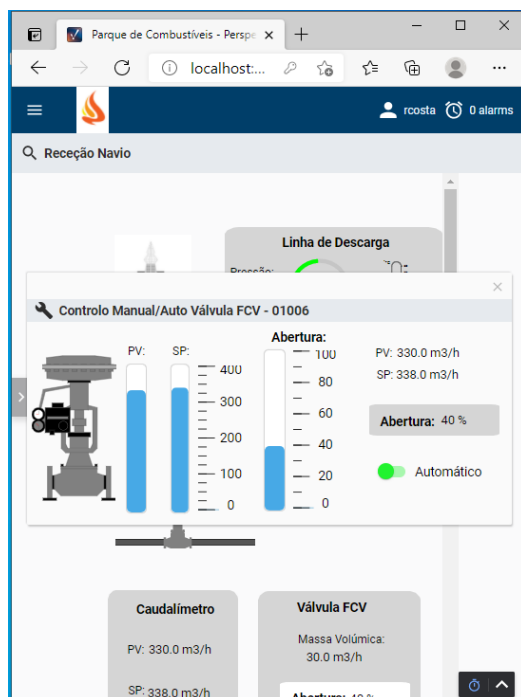 Parque de Combustíveis - Perspe
localhost:...
rcosta 0 alarms
Receção Navio
Linha de Descarga
Pressão:
Controlo Manual/Auto Válvula FCV - 01006
PV: SP:
400
300
200
100
0
Abertura:
100
80
60
40
20
0
PV: 330.0 m3/h
SP: 338.0 m3/h
Abertura: 40 %
Automático
Caudalímetro
PV: 330.0 m3/h
SP: 338.0 m3/h
Válvula FCV
Massa Volúmica:
30.0 m3/h
Abertura: 40 %